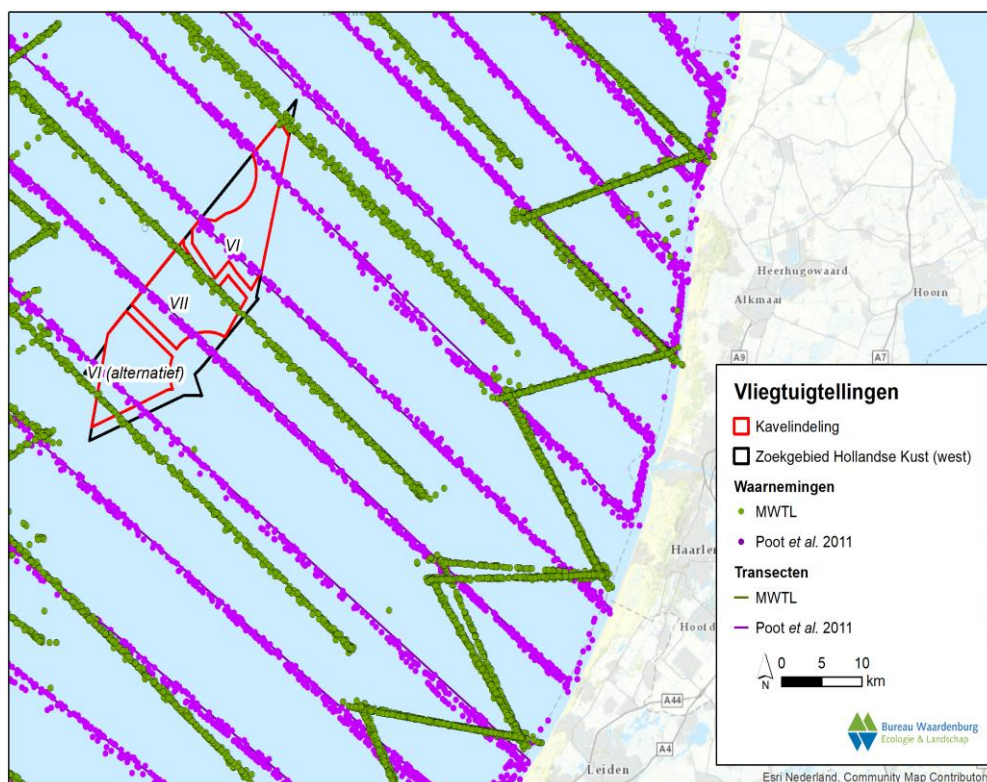 VI
VII
VI (alternatief)
Heerhugowaard
Alkmaar
Hoorn
A9
A7
Haarlem
Hoofd
A44
A4
Leiden
Vliegtuigtellingen
Kavelindeling
Zoekgebied Hollandse Kust (west)
Waarnemingen
MWTL
Poot et al. 2011
Transecten
MWTL
Poot et al. 2011
N
0 5 10
km
Bureau Waardenburg
Ecologie & Landschap
Esri Nederland, Community Map Contributors